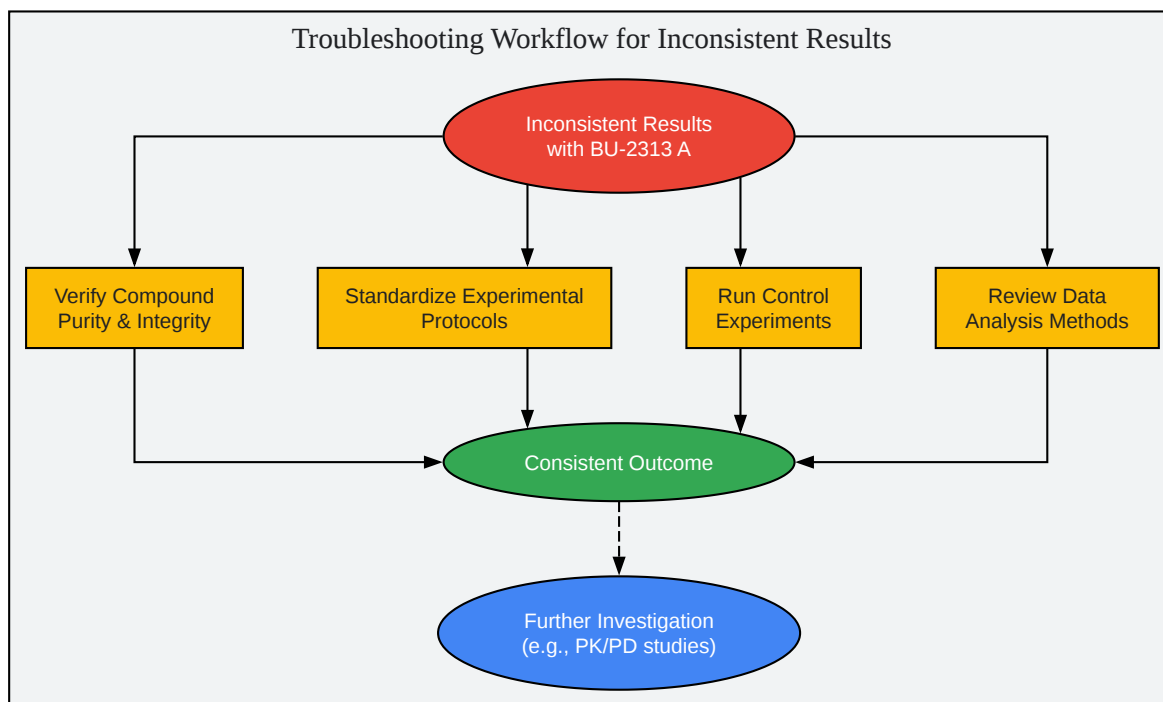 Troubleshooting Workflow for Inconsistent Results
Inconsistent Results
with BU-2313 A
Verify Compound
Purity & Integrity
Standardize Experimental
Protocols
Run Control
Experiments
Review Data
Analysis Methods
Consistent Outcome
Further Investigation
(e.g., PK/PD studies)